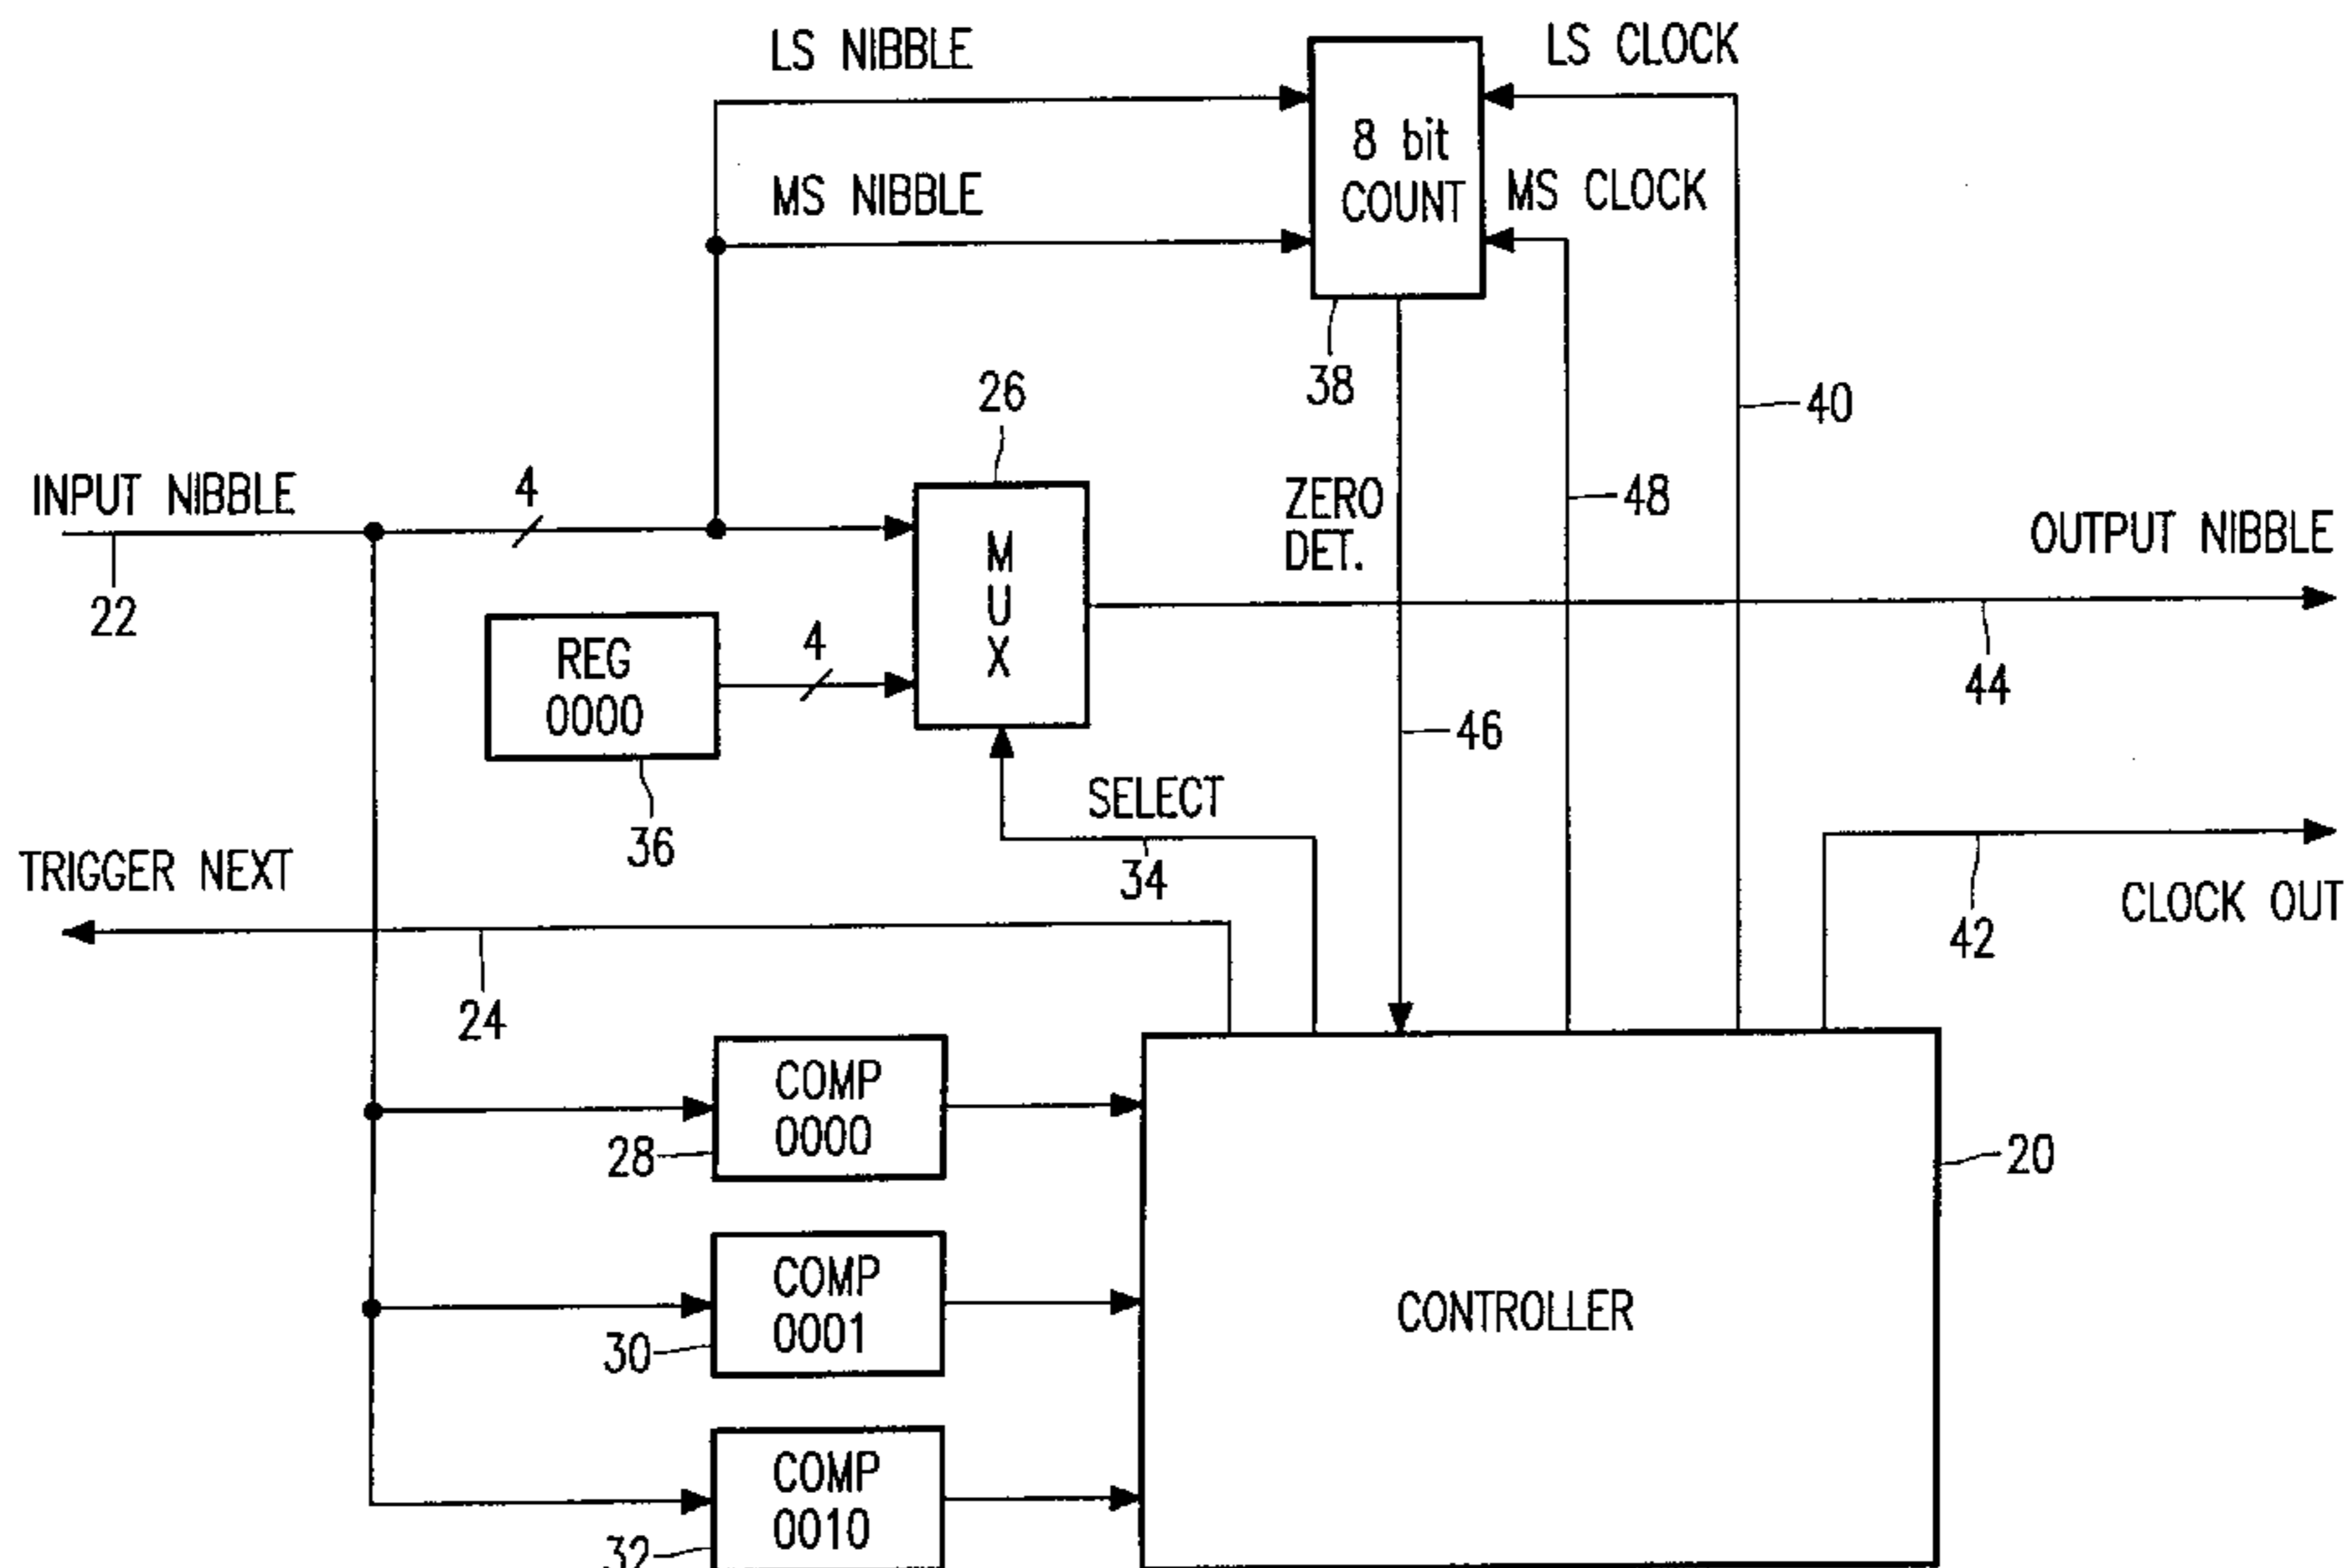 LS NIBBLE
LS CLOCK
8 bit
COUNT
MS NIBBLE
MS CLOCK
38
26
40
INPUT NIBBLE
4
ZERO
DET.
48
OUTPUT NIBBLE
22
MUX
REG
0000
4
44
46
SELECT
36
34
TRIGGER NEXT
CLOCK OUT
42
24
COMP
0000
28
20
COMP
0001
30
CONTROLLER
COMP
0010
32